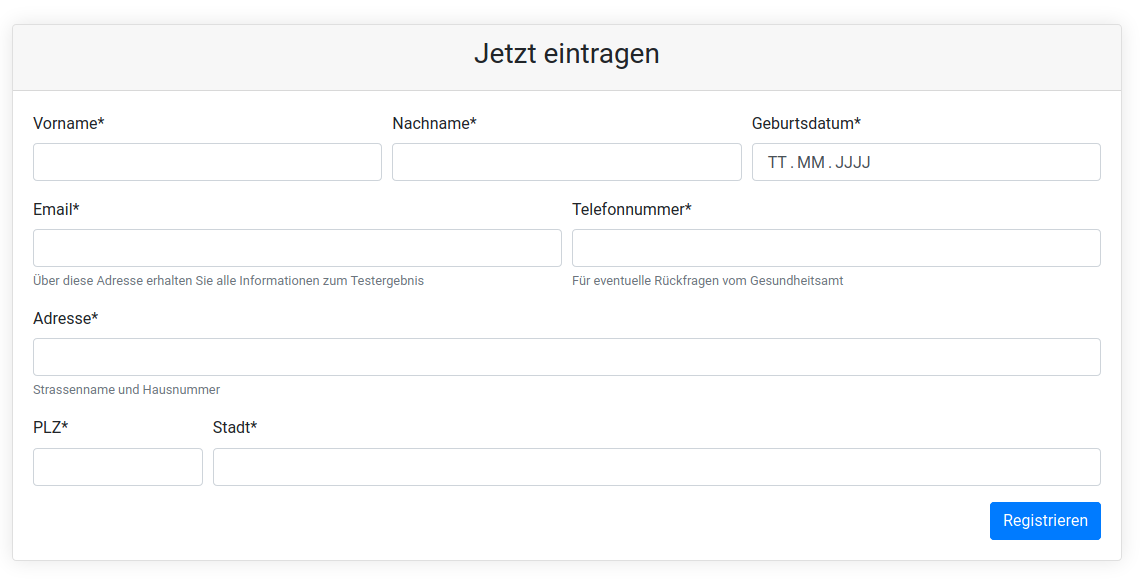 Jetzt eintragen
Vorname* Nachname* Geburtsdatum*
TT . MM . JJJJ
Email* Telefonnummer*
Über diese Adresse erhalten Sie alle Informationen zum Testergebnis Für eventuelle Rückfragen vom Gesundheitsamt
Adresse*
Strassenname und Hausnummer
PLZ* Stadt*
Registrieren